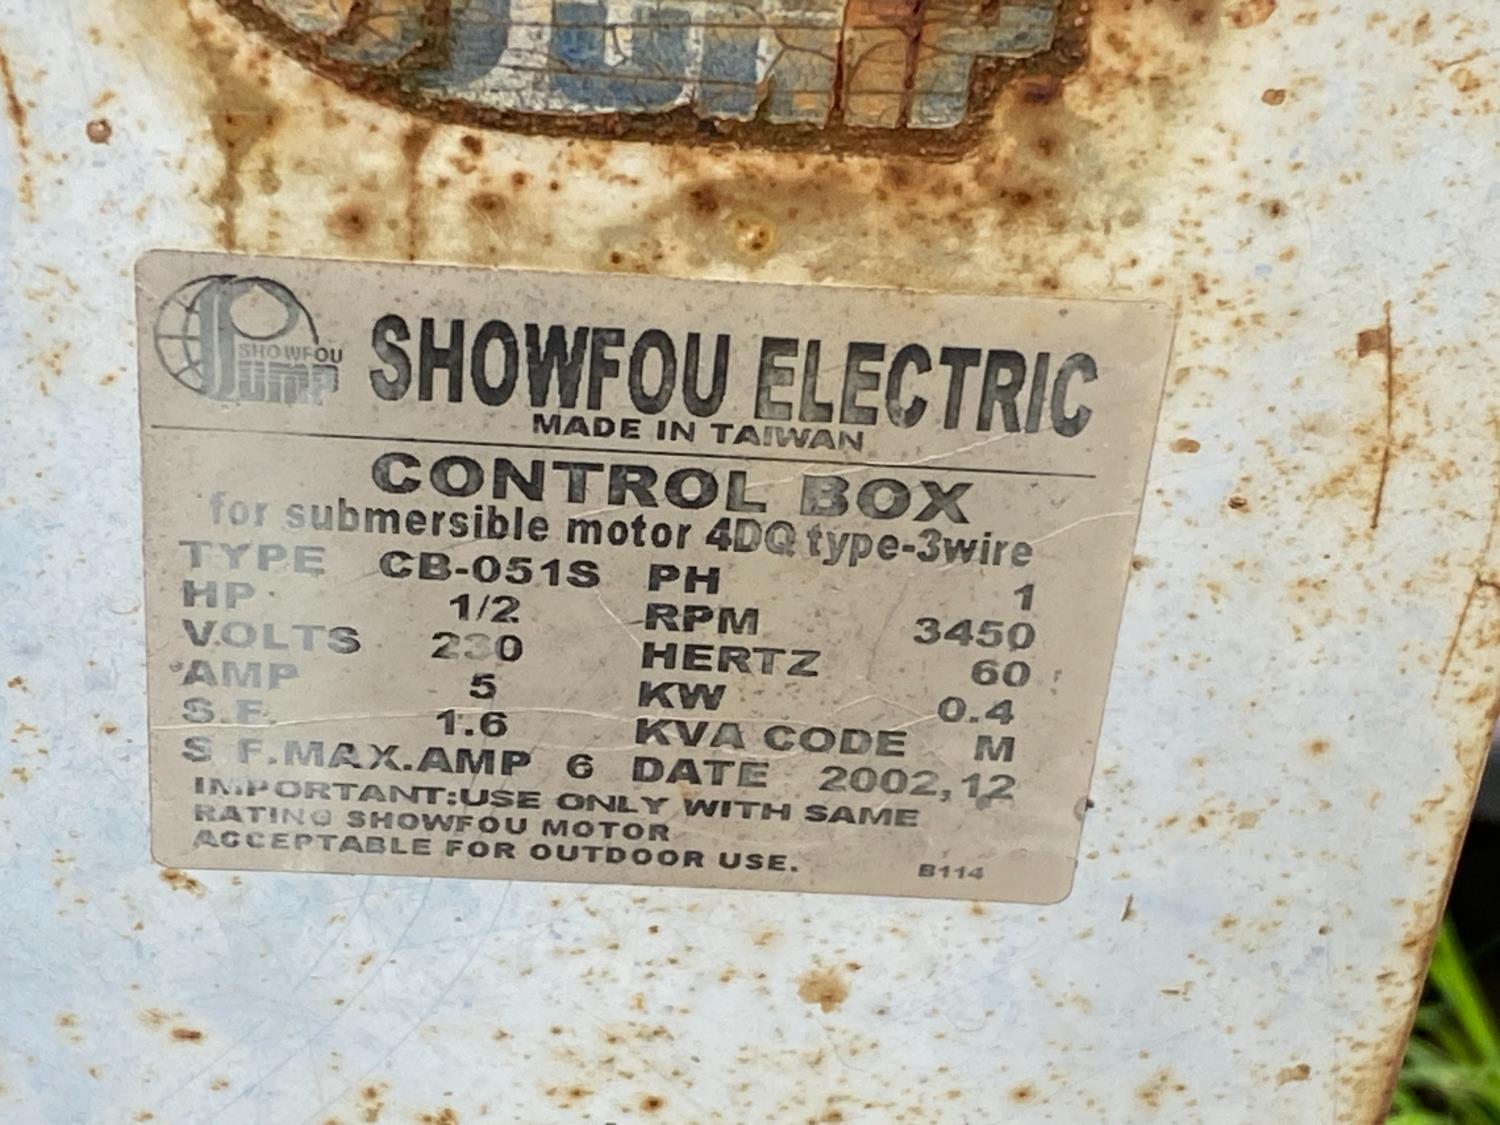 SHOWFOU
Pump
SHOWFOU ELECTRIC
MADE IN TAIWAN
CONTROL BOX
for submersible motor 4DQ type-3wire
TYPE CB-051S PH 1
HP 1/2 RPM 3450
VOLTS 230 HERTZ 60
AMP 5 KW 0.4
S.F. 1.6 KVA CODE M
S.F.MAX.AMP 6 DATE 2002,12
IMPORTANT:USE ONLY WITH SAME
RATING SHOWFOU MOTOR
ACCEPTABLE FOR OUTDOOR USE.
B114